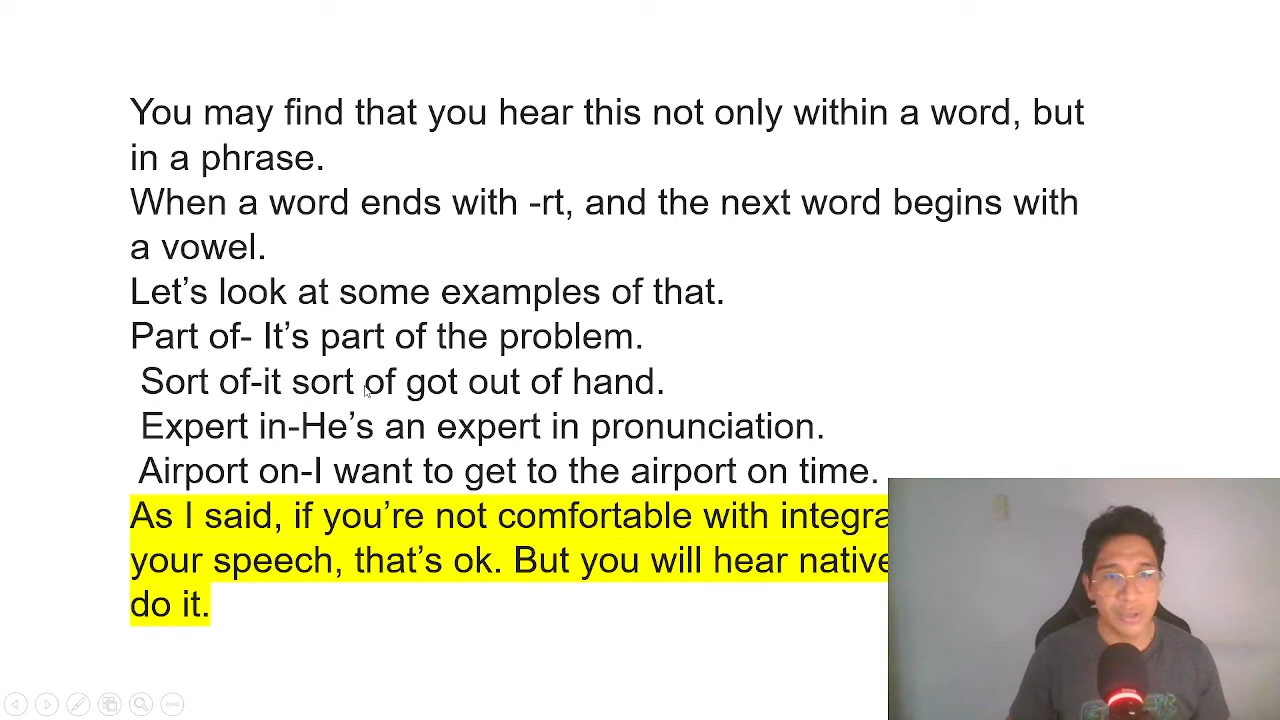 You may find that you hear this not only within a word, but
in a phrase.
When a word ends with -rt, and the next word begins with
a vowel.
Let’s look at some examples of that.
Part of- It’s part of the problem.
Sort of-it sort of got out of hand.
Expert in-He’s an expert in pronunciation.
Airport on-I want to get to the airport on time.
As I said, if you’re not comfortable with
your speech, that’s ok. But you will hear native
do it.